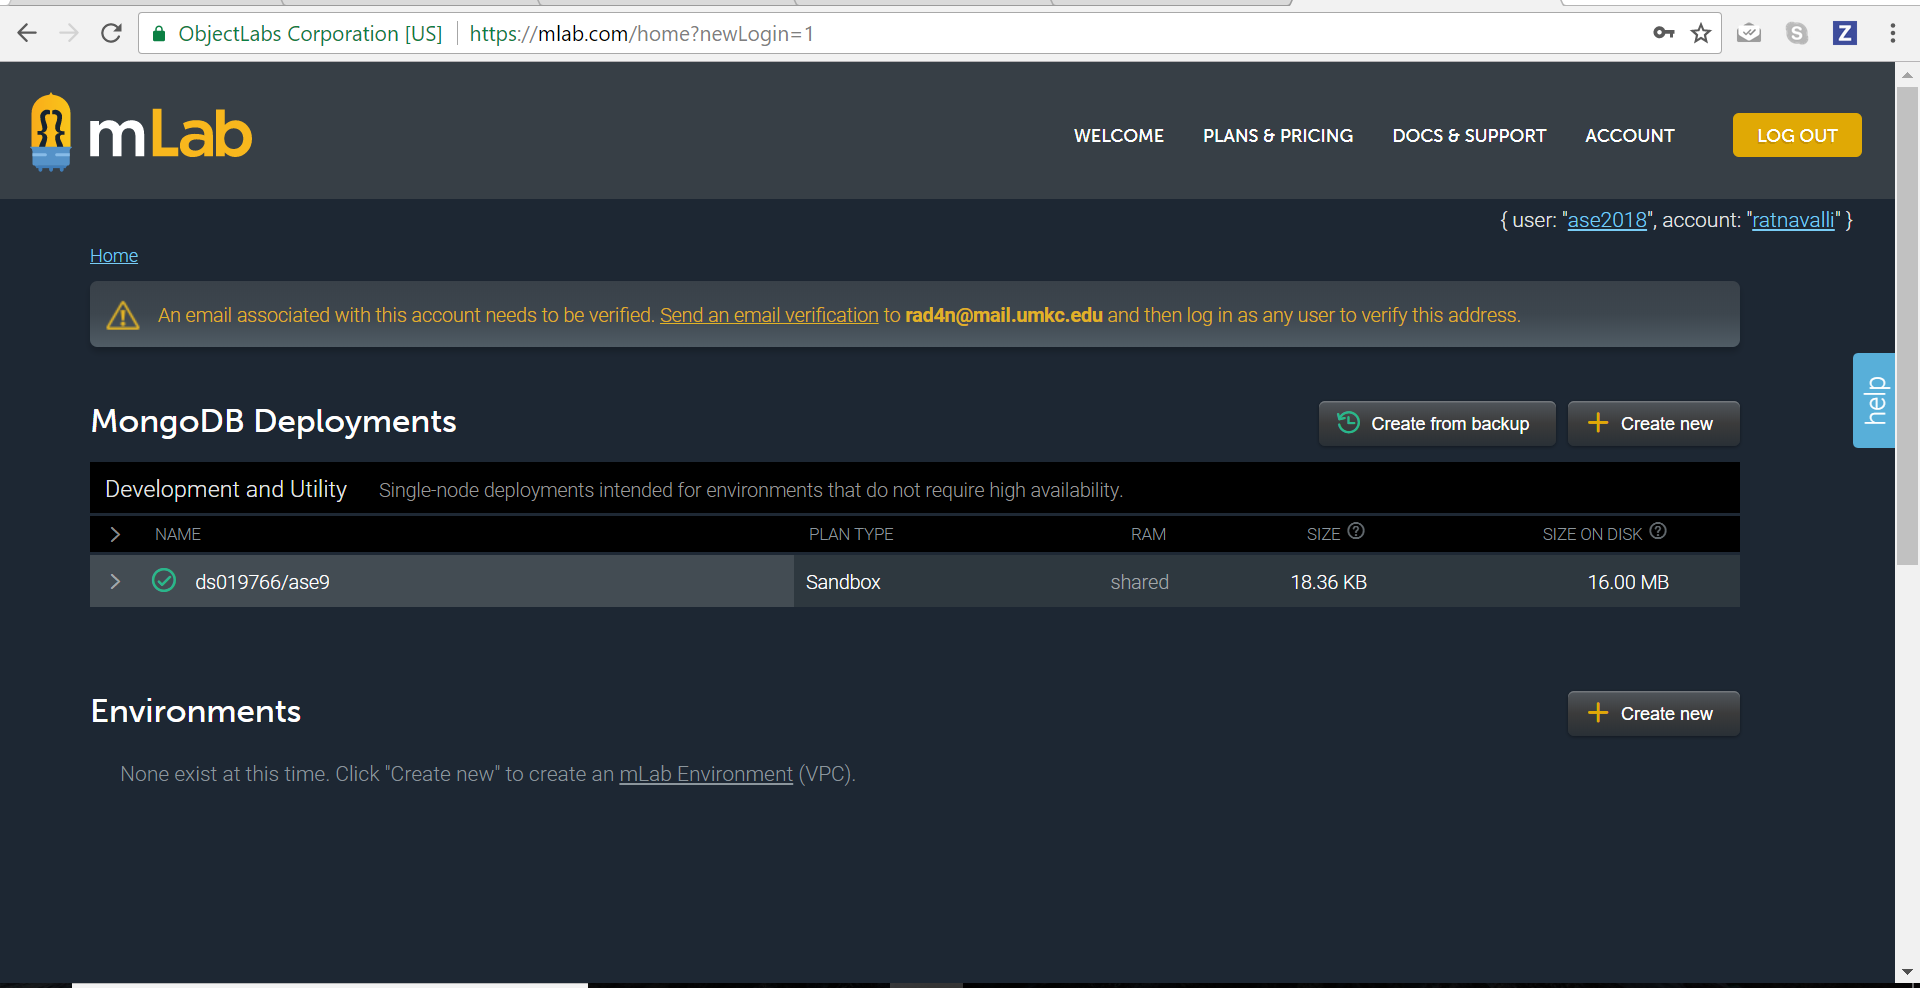 ObjectLabs Corporation [US] https://mlab.com/home?newLogin=1
S
Z
mLab
WELCOME PLANS & PRICING DOCS & SUPPORT ACCOUNT LOG OUT
{ user: "ase2018", account: "ratnavalli" }
Home
An email associated with this account needs to be verified. Send an email verification to rad4n@mail.umkc.edu and then log in as any user to verify this address.
help
MongoDB Deployments
Create from backup
Create new
Development and Utility Single-node deployments intended for environments that do not require high availability.
NAME PLAN TYPE RAM SIZE ? SIZE ON DISK ?
ds019766/ase9 Sandbox shared 18.36 KB 16.00 MB
Environments
Create new
None exist at this time. Click "Create new" to create an mLab Environment (VPC).